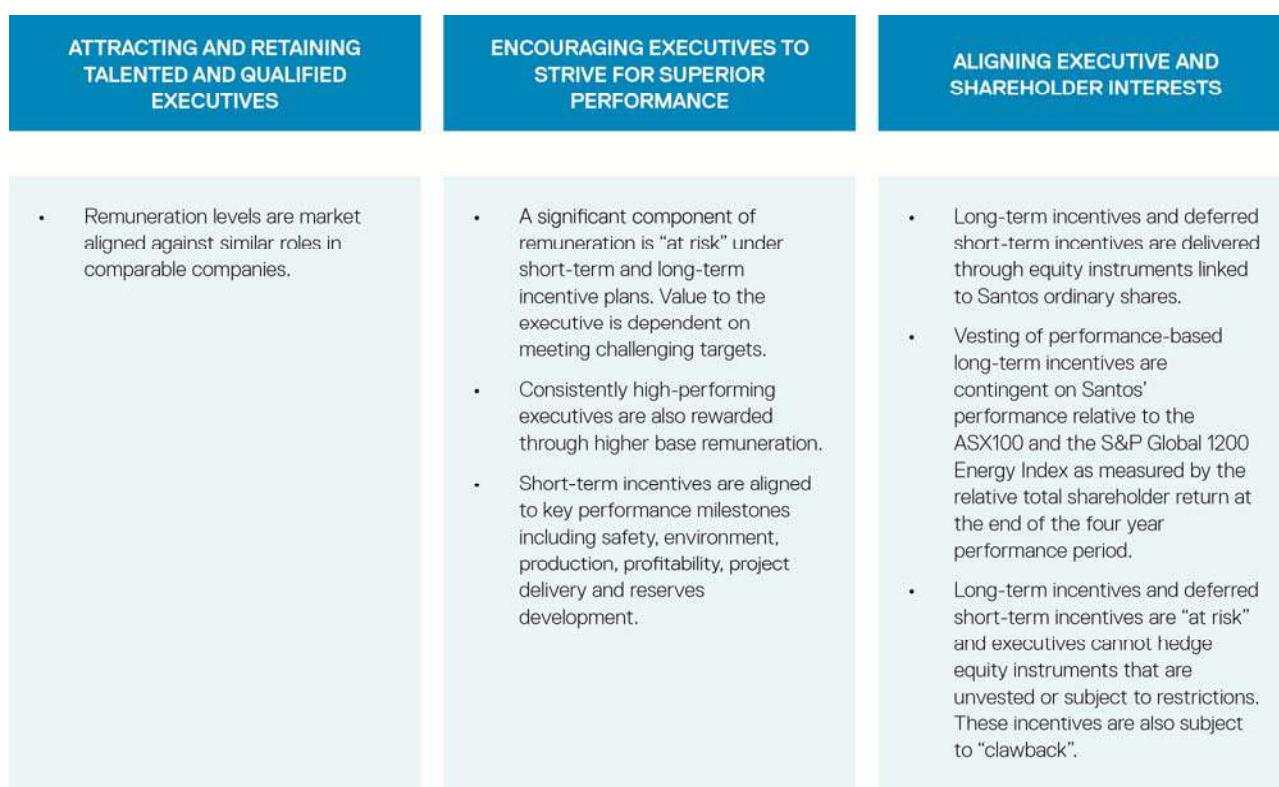 ATTRACTING AND RETAINING
TALENTED AND QUALIFIED
EXECUTIVES
• Remuneration levels are market
aligned against similar roles in
comparable companies.
ENCOURAGING EXECUTIVES TO
STRIVE FOR SUPERIOR
PERFORMANCE
• A significant component of
remuneration is “at risk” under
short-term and long-term
incentive plans. Value to the
executive is dependent on
meeting challenging targets.
• Consistently high-performing
executives are also rewarded
through higher base remuneration.
• Short-term incentives are aligned
to key performance milestones
including safety, environment,
production, profitability, project
delivery and reserves
development.
ALIGNING EXECUTIVE AND
SHAREHOLDER INTERESTS
• Long-term incentives and deferred
short-term incentives are delivered
through equity instruments linked
to Santos ordinary shares.
• Vesting of performance-based
long-term incentives are
contingent on Santos’
performance relative to the
ASX100 and the S&P Global 1200
Energy Index as measured by the
relative total shareholder return at
the end of the four year
performance period.
• Long-term incentives and deferred
short-term incentives are “at risk”
and executives cannot hedge
equity instruments that are
unvested or subject to restrictions.
These incentives are also subject
to “clawback”.